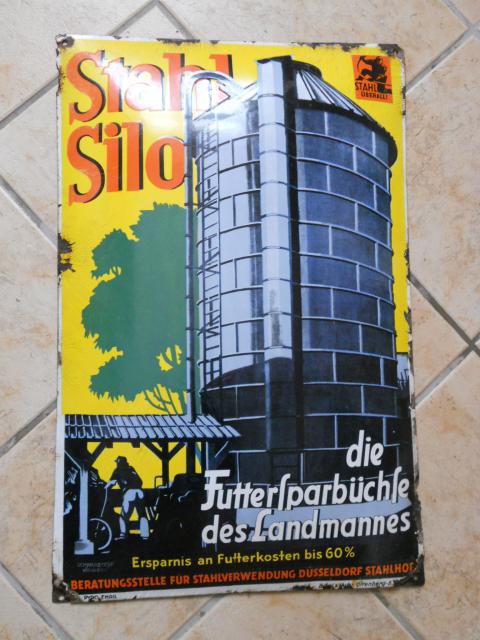 Stahl
Silo
STAHL
ÜBERALL!
die
Futterſparbüchſe
des Landmannes
Ersparnis an Futterkosten bis 60%
BERATUNGSSTELLE FÜR STAHLVERWENDUNG DÜSSELDORF STAHLHOF